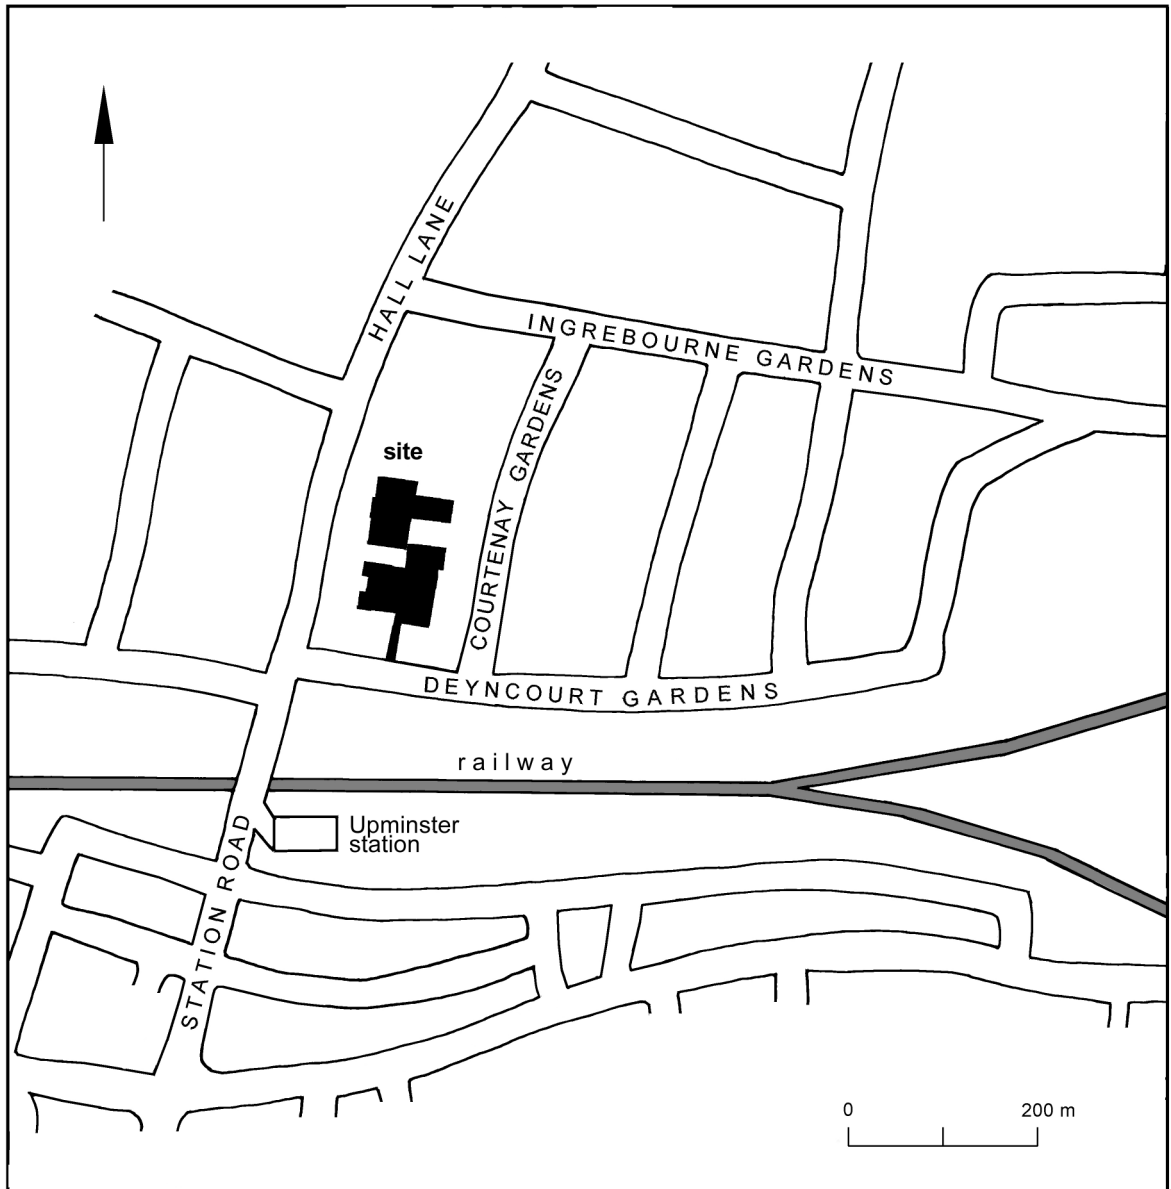 HALL LANE
INGREBOURNE GARDENS
site
COURTENAY GARDENS
DEYNCOURT GARDENS
railway
Upminster
station
STATION ROAD
0 200 m